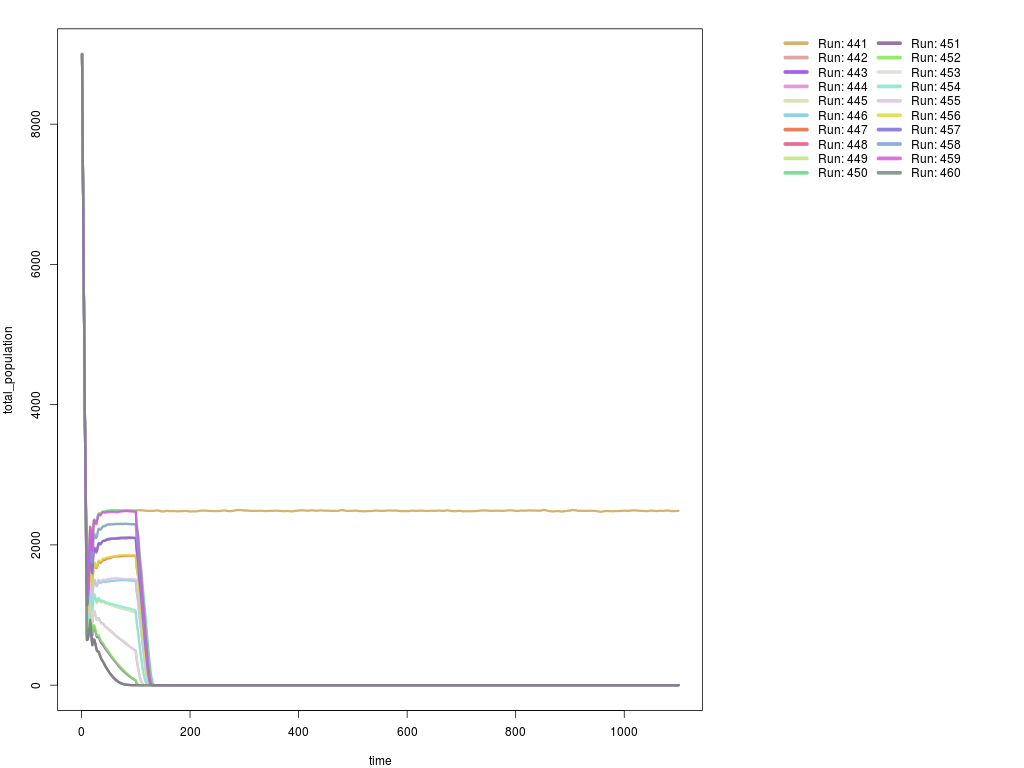 Run: 441
Run: 442
Run: 443
Run: 444
Run: 445
Run: 446
Run: 447
Run: 448
Run: 449
Run: 450
Run: 451
Run: 452
Run: 453
Run: 454
Run: 455
Run: 456
Run: 457
Run: 458
Run: 459
Run: 460
total_population
8000
6000
4000
2000
0
0 200 400 600 800 1000
time